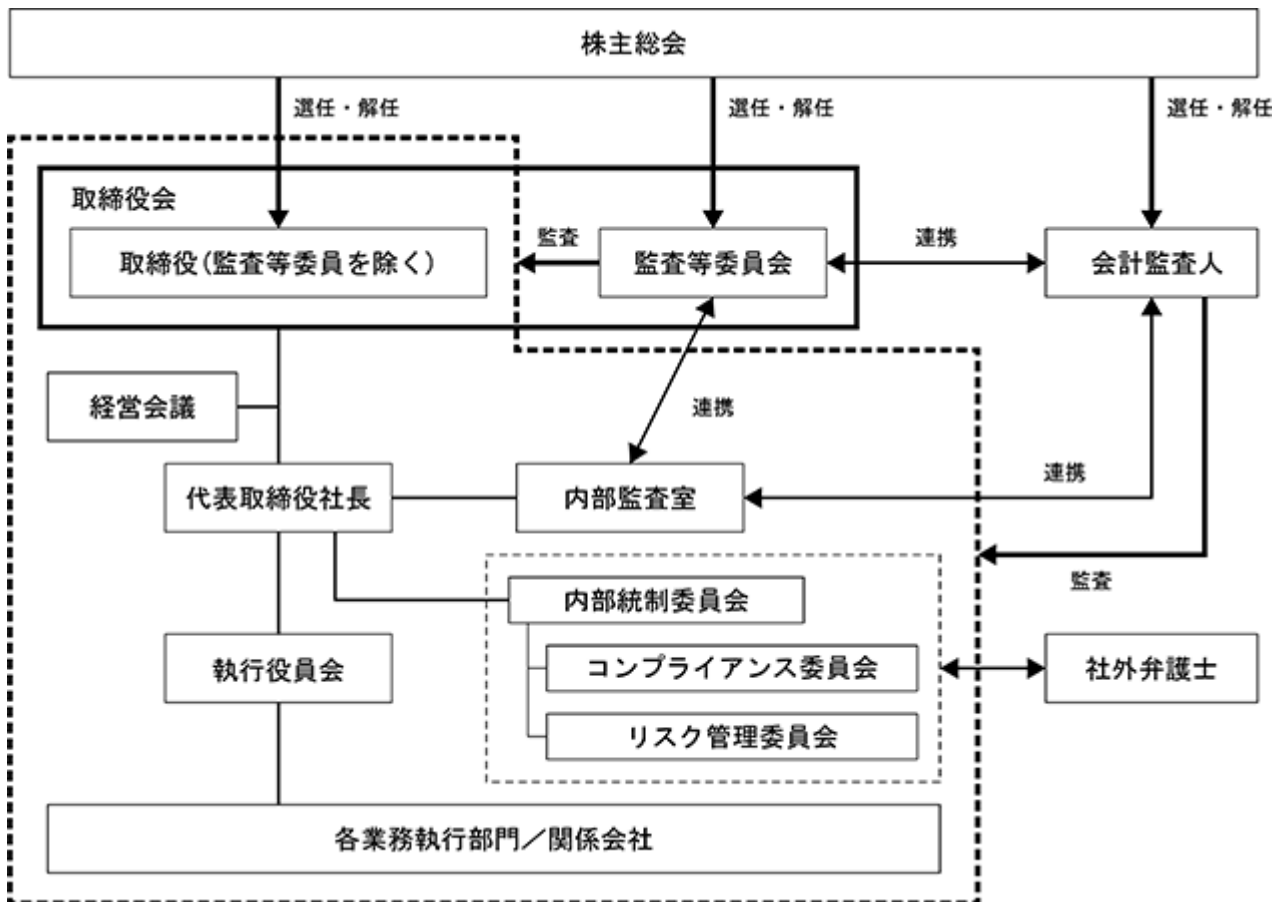 株主総会
選任・解任
選任・解任
選任・解任
取締役会
取締役(監査等委員を除く)
監査
監査等委員会
連携
会計監査人
経営会議
連携
代表取締役社長
内部監査室
連携
監査
内部統制委員会
執行役員会
コンプライアンス委員会
社外弁護士
リスク管理委員会
各業務執行部門／関係会社